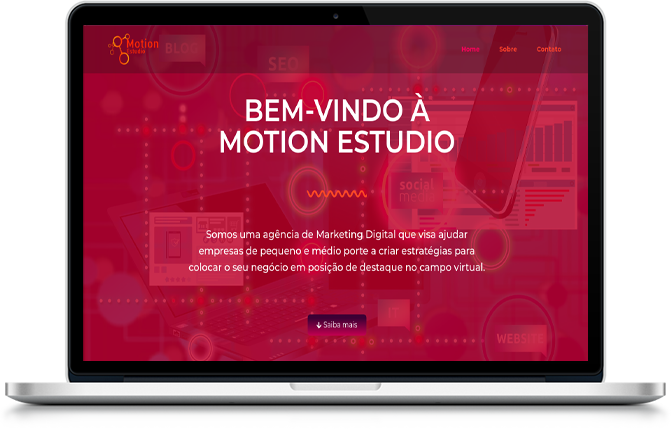 Motion
Estudio
BLOG
Home
Sobre
Contato
SEO
BEM-VINDO À
MOTION ESTUDIO
social
media
Somos uma agência de Marketing Digital que visa ajudar
empresas de pequeno e médio porte a criar estratégias para
colocar o seu negócio em posição de destaque no campo virtual.
IT
Saiba mais
WEBSITE